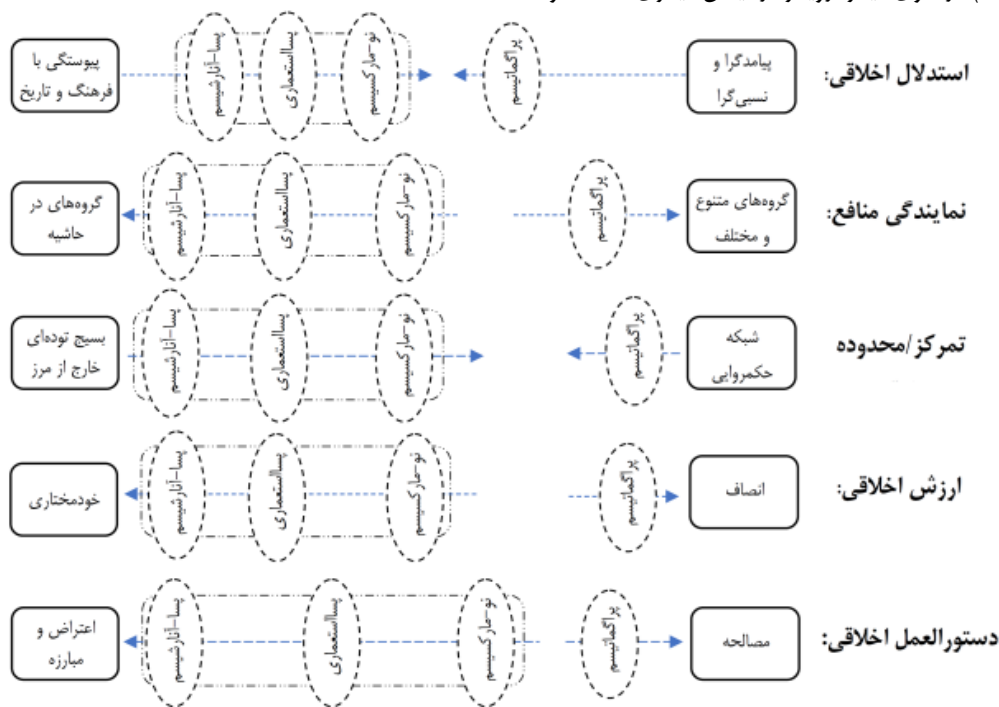 استدلال اخلاقی:
پیامدگرا و
نسبی‌گرا
پراگماتیسم
نو-مارکسیسم
پسااستعماری
پسا-آنارشیسم
پیوستگی با
فرهنگ و تاریخ
نمایندگی منافع:
گروه‌های متنوع
و مختلف
پراگماتیسم
نو-مارکسیسم
پسااستعماری
پسا-آنارشیسم
گروه‌های در
حاشیه
تمرکز/محدوده
شبکه
حکمروایی
پراگماتیسم
نو-مارکسیسم
پسااستعماری
پسا-آنارشیسم
بسیج توده‌ای
خارج از مرز
ارزش اخلاقی:
انصاف
پراگماتیسم
نو-مارکسیسم
پسااستعماری
پسا-آنارشیسم
خودمختاری
دستورالعمل اخلاقی:
مصالحه
پراگماتیسم
نو-مارکسیسم
پسااستعماری
پسا-آنارشیسم
اعتراض و
مبارزه